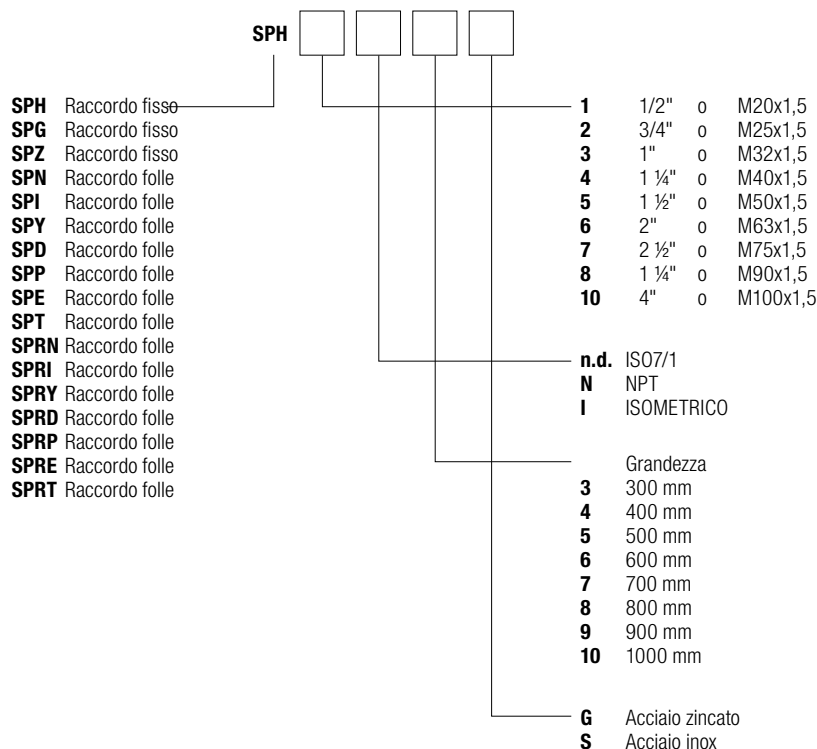 SPH
SPH Raccordo fisso
SPG Raccordo fisso
SPZ Raccordo fisso
SPN Raccordo folle
SPI Raccordo folle
SPY Raccordo folle
SPD Raccordo folle
SPP Raccordo folle
SPE Raccordo folle
SPT Raccordo folle
SPRN Raccordo folle
SPRI Raccordo folle
SPRY Raccordo folle
SPRD Raccordo folle
SPRP Raccordo folle
SPRE Raccordo folle
SPRT Raccordo folle
1 1/2" o M20x1,5
2 3/4" o M25x1,5
3 1" o M32x1,5
4 1 ¼" o M40x1,5
5 1 ½" o M50x1,5
6 2" o M63x1,5
7 2 ½" o M75x1,5
8 1 ¼" o M90x1,5
10 4" o M100x1,5
n.d. ISO7/1
N NPT
I ISOMETRICO
Grandezza
3 300 mm
4 400 mm
5 500 mm
6 600 mm
7 700 mm
8 800 mm
9 900 mm
10 1000 mm
G Acciaio zincato
S Acciaio inox